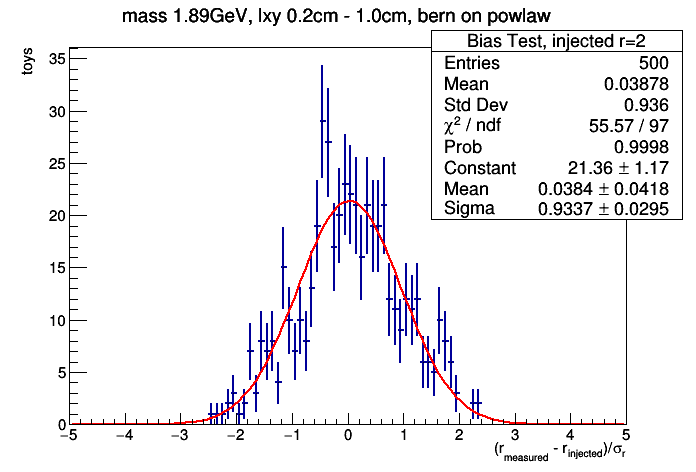 mass 1.89GeV, lxy 0.2cm - 1.0cm, bern on powlaw
Bias Test, injected r=2
Entries 500
Mean 0.03878
Std Dev 0.936
χ² / ndf 55.57 / 97
Prob 0.9998
Constant 21.36 ± 1.17
Mean 0.0384 ± 0.0418
Sigma 0.9337 ± 0.0295
toys
35
30
25
20
15
10
5
0
−5 −4 −3 −2 −1 0 1 2 3 4 5
(r_measured - r_injected)/σ_r